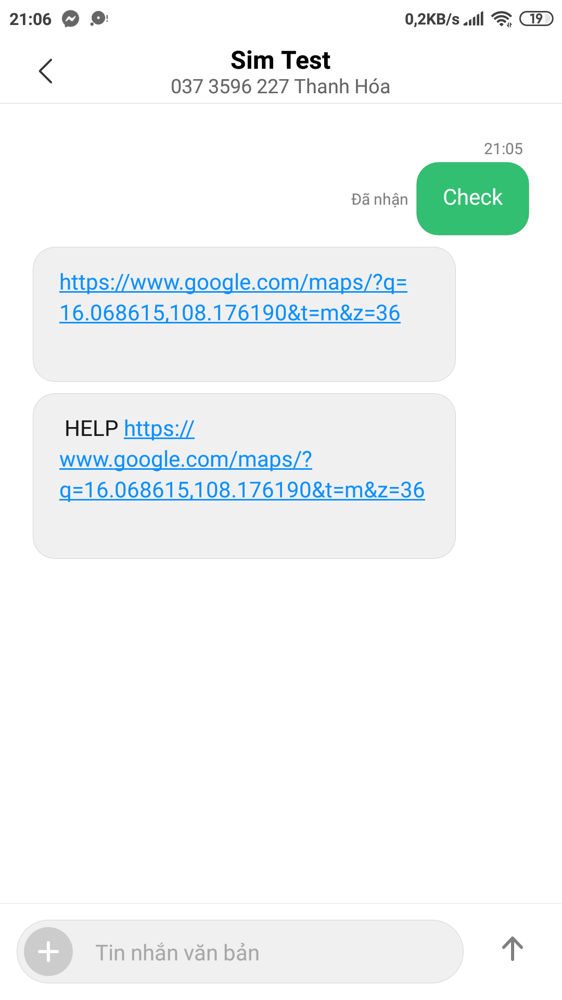 21:06 0,2KB/s 19
Sim Test
037 3596 227 Thanh Hóa
21:05
Đã nhận Check
https://www.google.com/maps/?q=
16.068615,108.176190&t=m&z=36
HELP https://
www.google.com/maps/?
q=16.068615,108.176190&t=m&z=36
Tin nhắn văn bản